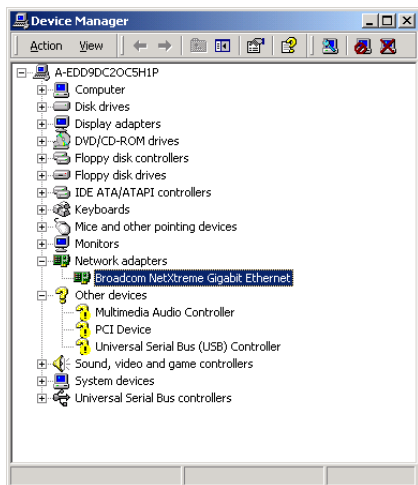 Device Manager
Action View
A-EDD9DC2OC5H1P
Computer
Disk drives
Display adapters
DVD/CD-ROM drives
Floppy disk controllers
Floppy disk drives
IDE ATA/ATAPI controllers
Keyboards
Mice and other pointing devices
Monitors
Network adapters
Broadcom NetXtreme Gigabit Ethernet
Other devices
Multimedia Audio Controller
PCI Device
Universal Serial Bus (USB) Controller
Sound, video and game controllers
System devices
Universal Serial Bus controllers